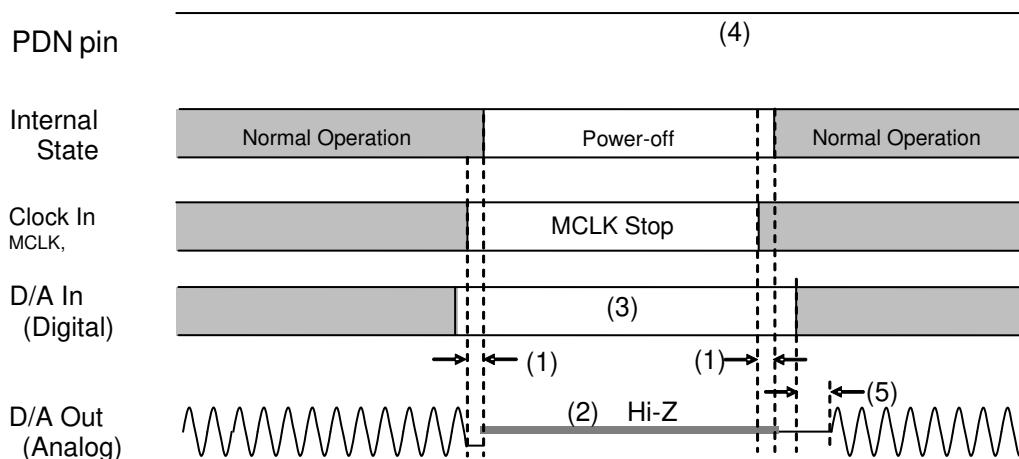 PDN pin
(4)
Internal
State
Normal Operation
Power-off
Normal Operation
Clock In
MCLK,
MCLK Stop
D/A In
(Digital)
(3)
(1)
(1)
(5)
D/A Out
(Analog)
(2)
Hi-Z